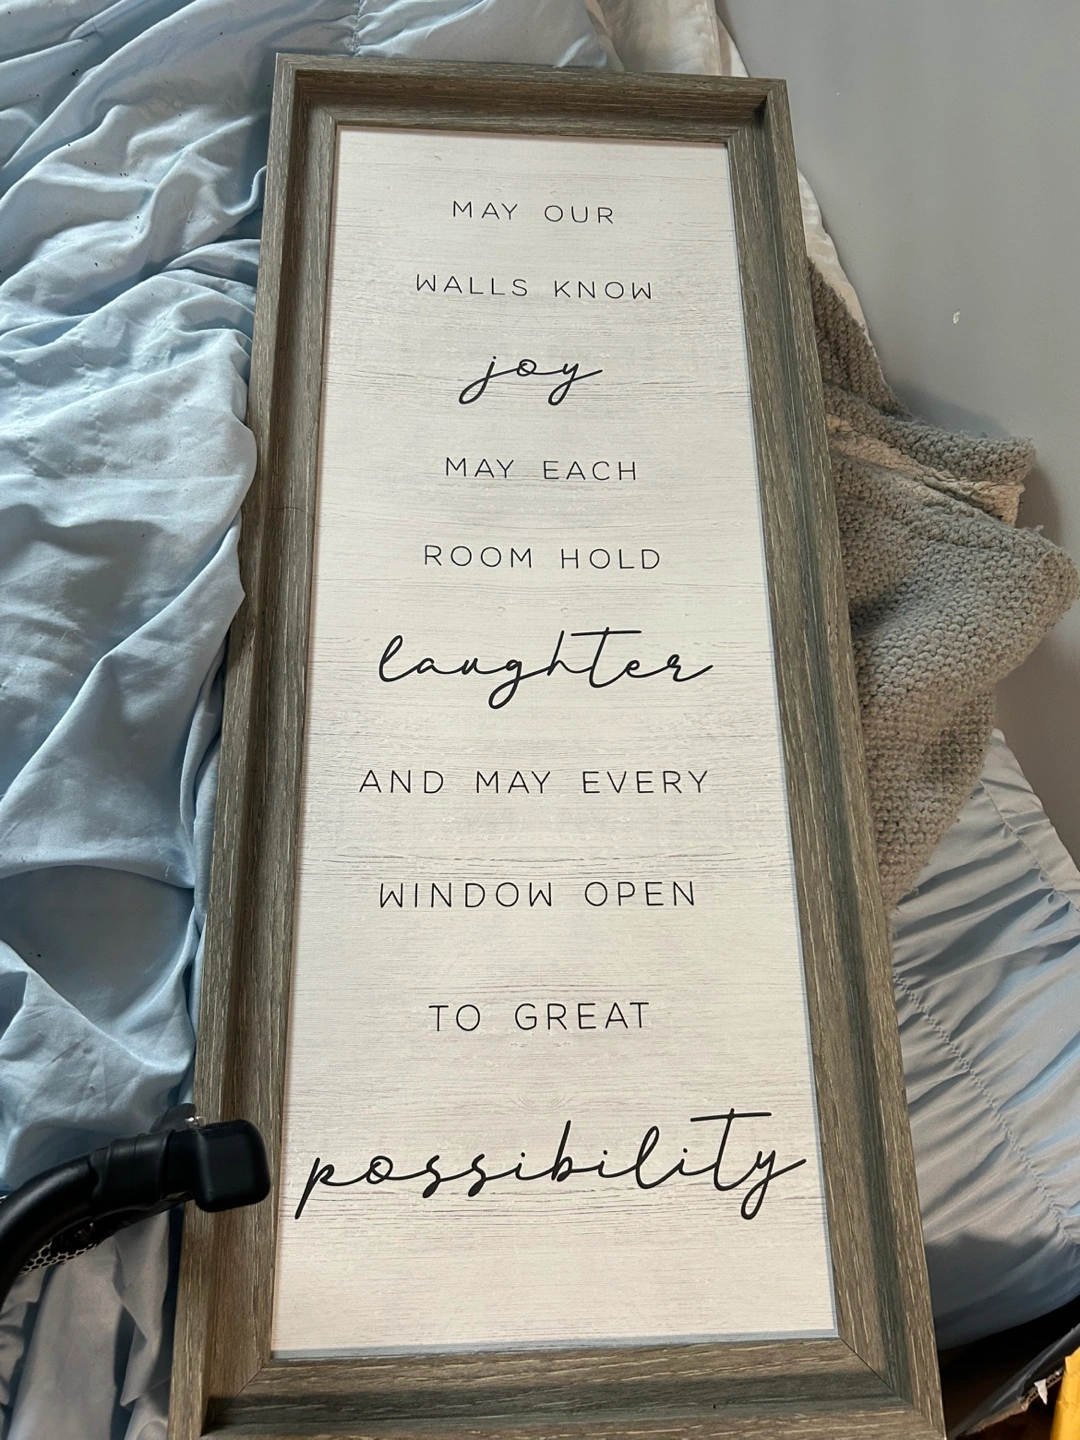 MAY OUR
WALLS KNOW
joy
MAY EACH
ROOM HOLD
laughter
AND MAY EVERY
WINDOW OPEN
TO GREAT
possibility